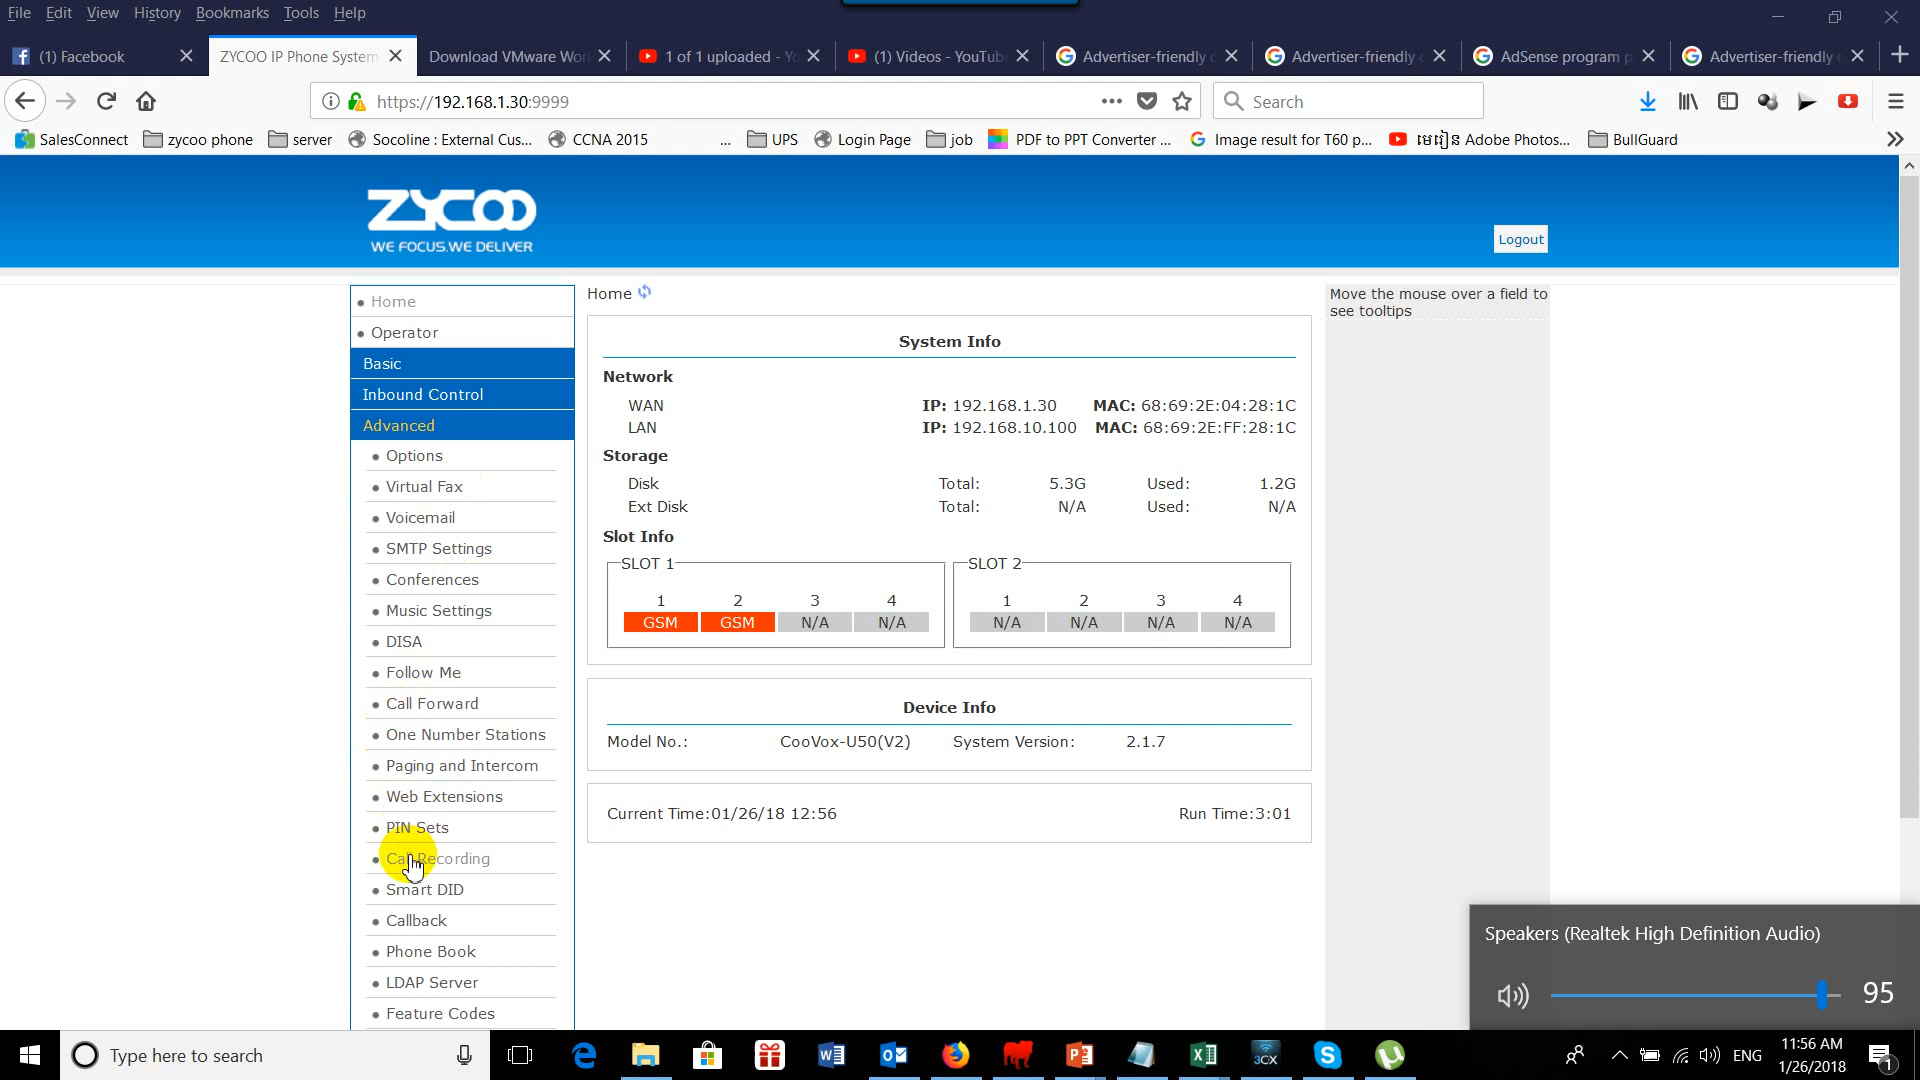 File Edit View History Bookmarks Tools Help
(1) Facebook
ZYCOO IP Phone System
Download VMware Wor
1 of 1 uploaded - Yo
(1) Videos - YouTube
Advertiser-friendly c
Advertiser-friendly c
AdSense program p
Advertiser-friendly c
https://192.168.1.30:9999
Search
SalesConnect
zycoo phone
server
Socoline : External Cus...
CCNA 2015
...
UPS
Login Page
job
PDF to PPT Converter ...
Image result for T60 p...
មេរៀន Adobe Photos...
BullGuard
ZYCOO
WE FOCUS.WE DELIVER
Logout
Home
Operator
Basic
Inbound Control
Advanced
Options
Virtual Fax
Voicemail
SMTP Settings
Conferences
Music Settings
DISA
Follow Me
Call Forward
One Number Stations
Paging and Intercom
Web Extensions
PIN Sets
Call Recording
Smart DID
Callback
Phone Book
LDAP Server
Feature Codes
Home
System Info
Network
WAN IP: 192.168.1.30 MAC: 68:69:2E:04:28:1C
LAN IP: 192.168.10.100 MAC: 68:69:2E:FF:28:1C
Storage
Disk Total: 5.3G Used: 1.2G
Ext Disk Total: N/A Used: N/A
Slot Info
SLOT 1
1 2 3 4
GSM GSM N/A N/A
SLOT 2
1 2 3 4
N/A N/A N/A N/A
Device Info
Model No.: CooVox-U50(V2) System Version: 2.1.7
Current Time:01/26/18 12:56 Run Time:3:01
Move the mouse over a field to
see tooltips
Speakers (Realtek High Definition Audio)
95
Type here to search
3CX
ENG
11:56 AM
1/26/2018
1